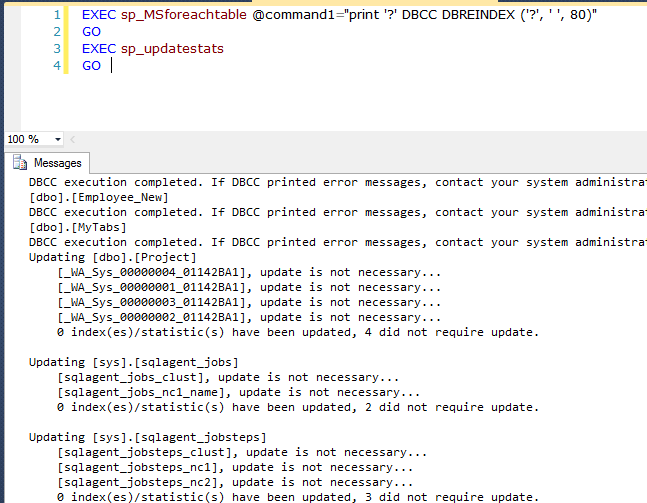 1 EXEC sp_MSforeachtable @command1="print '?' DBCC DBREINDEX ('?', ' ', 80)"
2 GO
3 EXEC sp_updatestats
4 GO
100 %
Messages
DBCC execution completed. If DBCC printed error messages, contact your system
[dbo].[Employee_New]
DBCC execution completed. If DBCC printed error messages, contact your system
[dbo].[MyTabs]
DBCC execution completed. If DBCC printed error messages, contact your system
Updating [dbo].[Project]
[_WA_Sys_00000004_01142BA1], update is not necessary...
[_WA_Sys_00000001_01142BA1], update is not necessary...
[_WA_Sys_00000003_01142BA1], update is not necessary...
[_WA_Sys_00000002_01142BA1], update is not necessary...
0 index(es)/statistic(s) have been updated, 4 did not require update.
Updating [sys].[sqlagent_jobs]
[sqlagent_jobs_clust], update is not necessary...
[sqlagent_jobs_nc1_name], update is not necessary...
0 index(es)/statistic(s) have been updated, 2 did not require update.
Updating [sys].[sqlagent_jobsteps]
[sqlagent_jobsteps_clust], update is not necessary...
[sqlagent_jobsteps_nc1], update is not necessary...
[sqlagent_jobsteps_nc2], update is not necessary...
0 index(es)/statistic(s) have been updated, 3 did not require update.